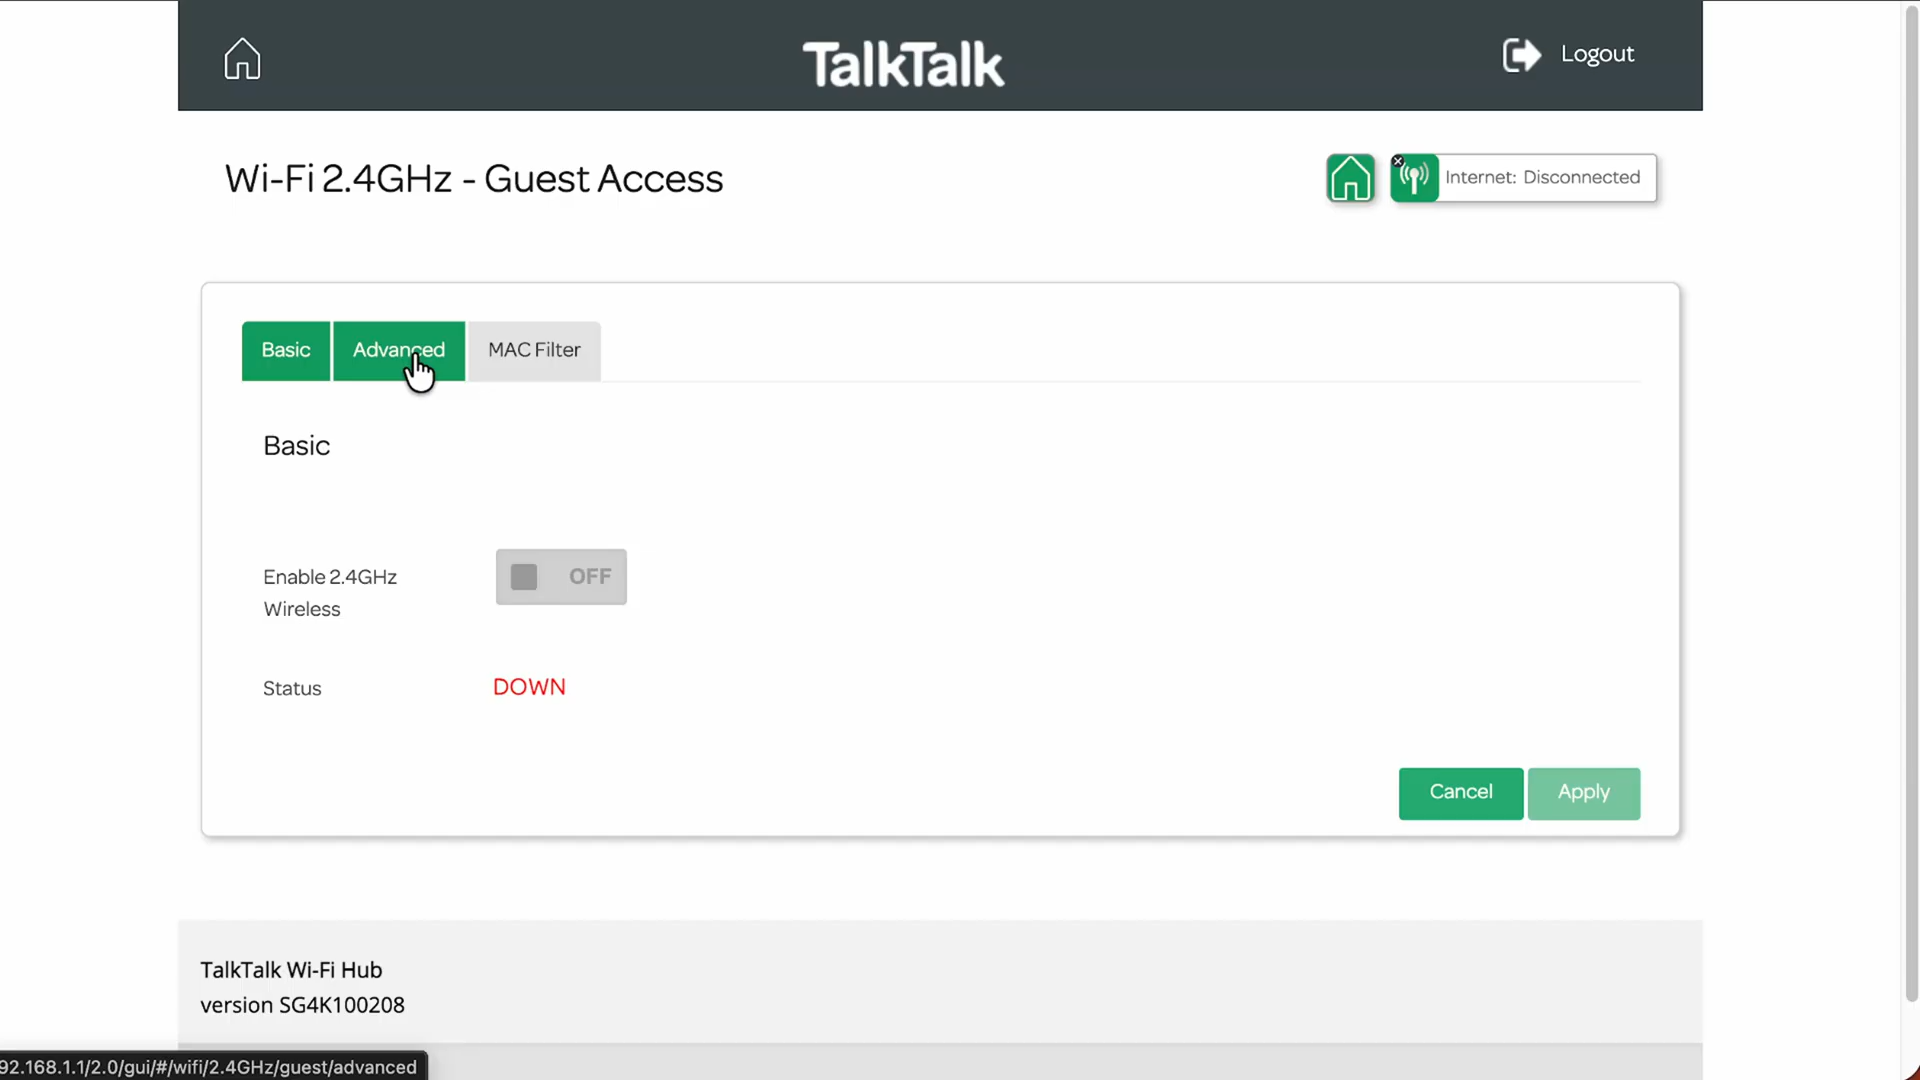 TalkTalk
Logout
Wi-Fi 2.4GHz - Guest Access
Internet: Disconnected
Basic
Advanced
MAC Filter
Basic
Enable 2.4GHz
Wireless
OFF
Status
DOWN
Cancel
Apply
TalkTalk Wi-Fi Hub
version SG4K100208
92.168.1.1/2.0/gui/#/wifi/2.4GHz/guest/advanced